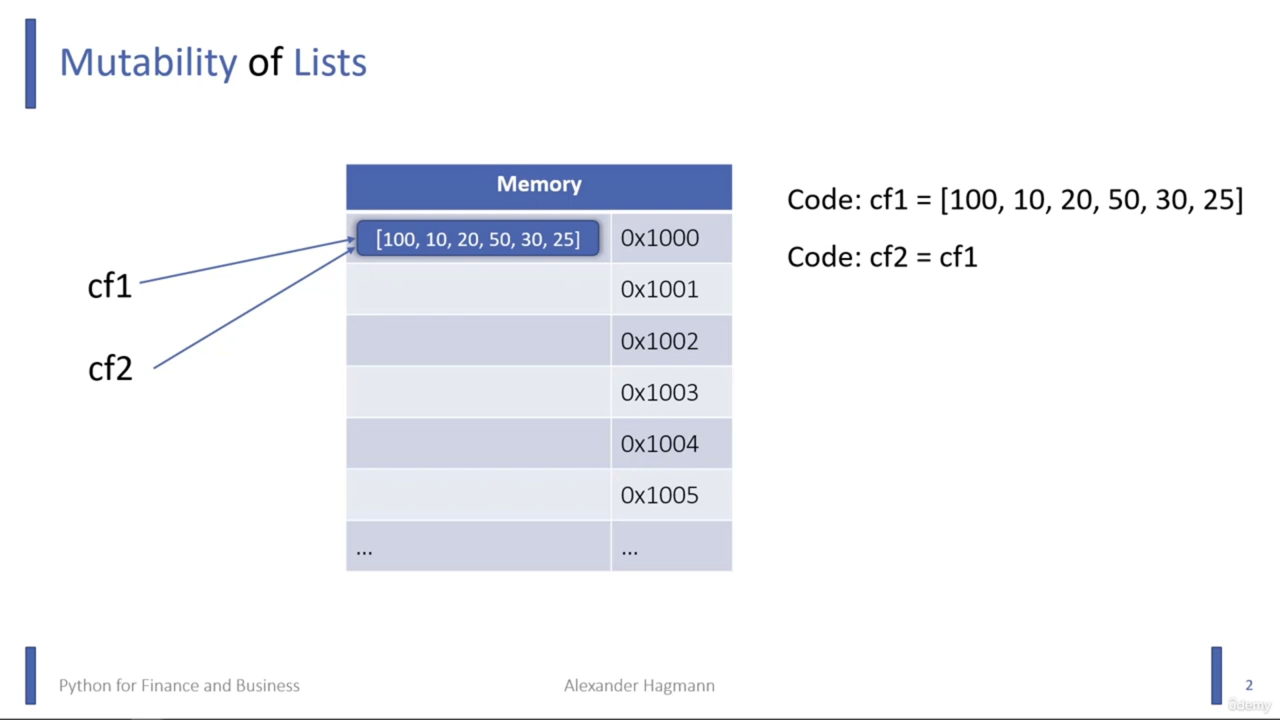 Mutability of Lists
Memory
Code: cf1 = [100, 10, 20, 50, 30, 25]
[100, 10, 20, 50, 30, 25] 0x1000
Code: cf2 = cf1
cf1
0x1001
0x1002
cf2
0x1003
0x1004
0x1005
... ...
Python for Finance and Business
Alexander Hagmann
2
ûdemy